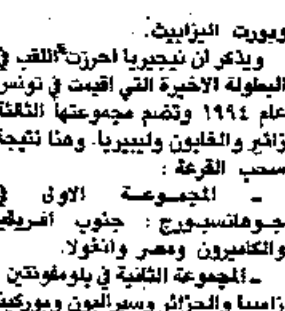 وبورت اليزابيث.
ويذكر ان نيجيريا احرزت اللقب في
البطولة الاخيرة التي اقيمت في تونس
عام ١٩٩٤ وتضم مجموعتها الثالثة
زائير والغابون وليبيريا. وهنا نتيجة
سحب القرعة :
ـ المجموعة الاولى في
جوهانسبورج : جنوب افريقيا
والكاميرون ومصر وانغولا.
ـ المجموعة الثانية في بلومفونتين :
زامبيا والجزائر وسيراليون وبوركينا